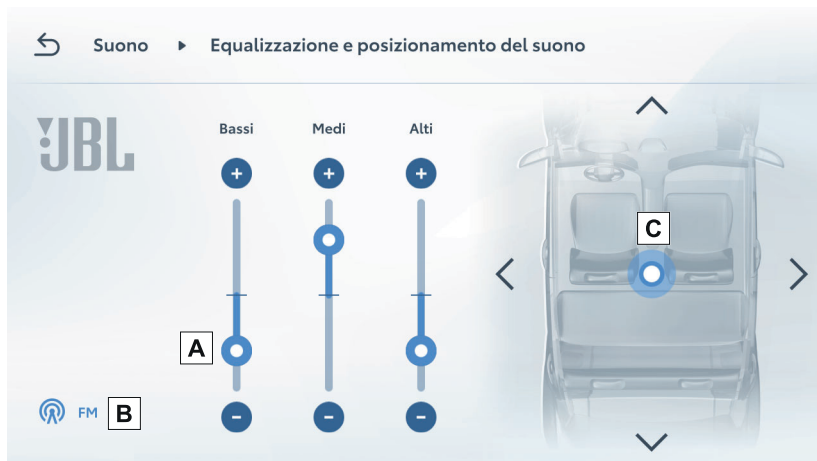 Suono ▸ Equalizzazione e posizionamento del suono
JBL
Bassi Medi Alti
+ + +
C
A
FM B
- - -